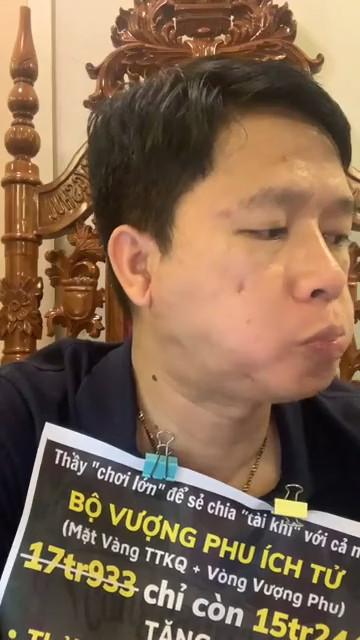 Thầy "chơi lớn" để sẻ chia "tài khí" với cả
BỘ VƯỢNG PHU ÍCH TỬ
(Mặt Vàng TTKQ + Vòng Vượng Phu)
17tr933 chỉ còn 15tr2
TẶNG